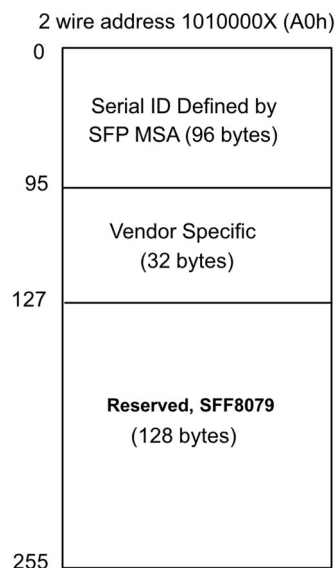 2 wire address 1010000X (A0h)
0
Serial ID Defined by
SFP MSA (96 bytes)
95
Vendor Specific
(32 bytes)
127
Reserved, SFF8079
(128 bytes)
255